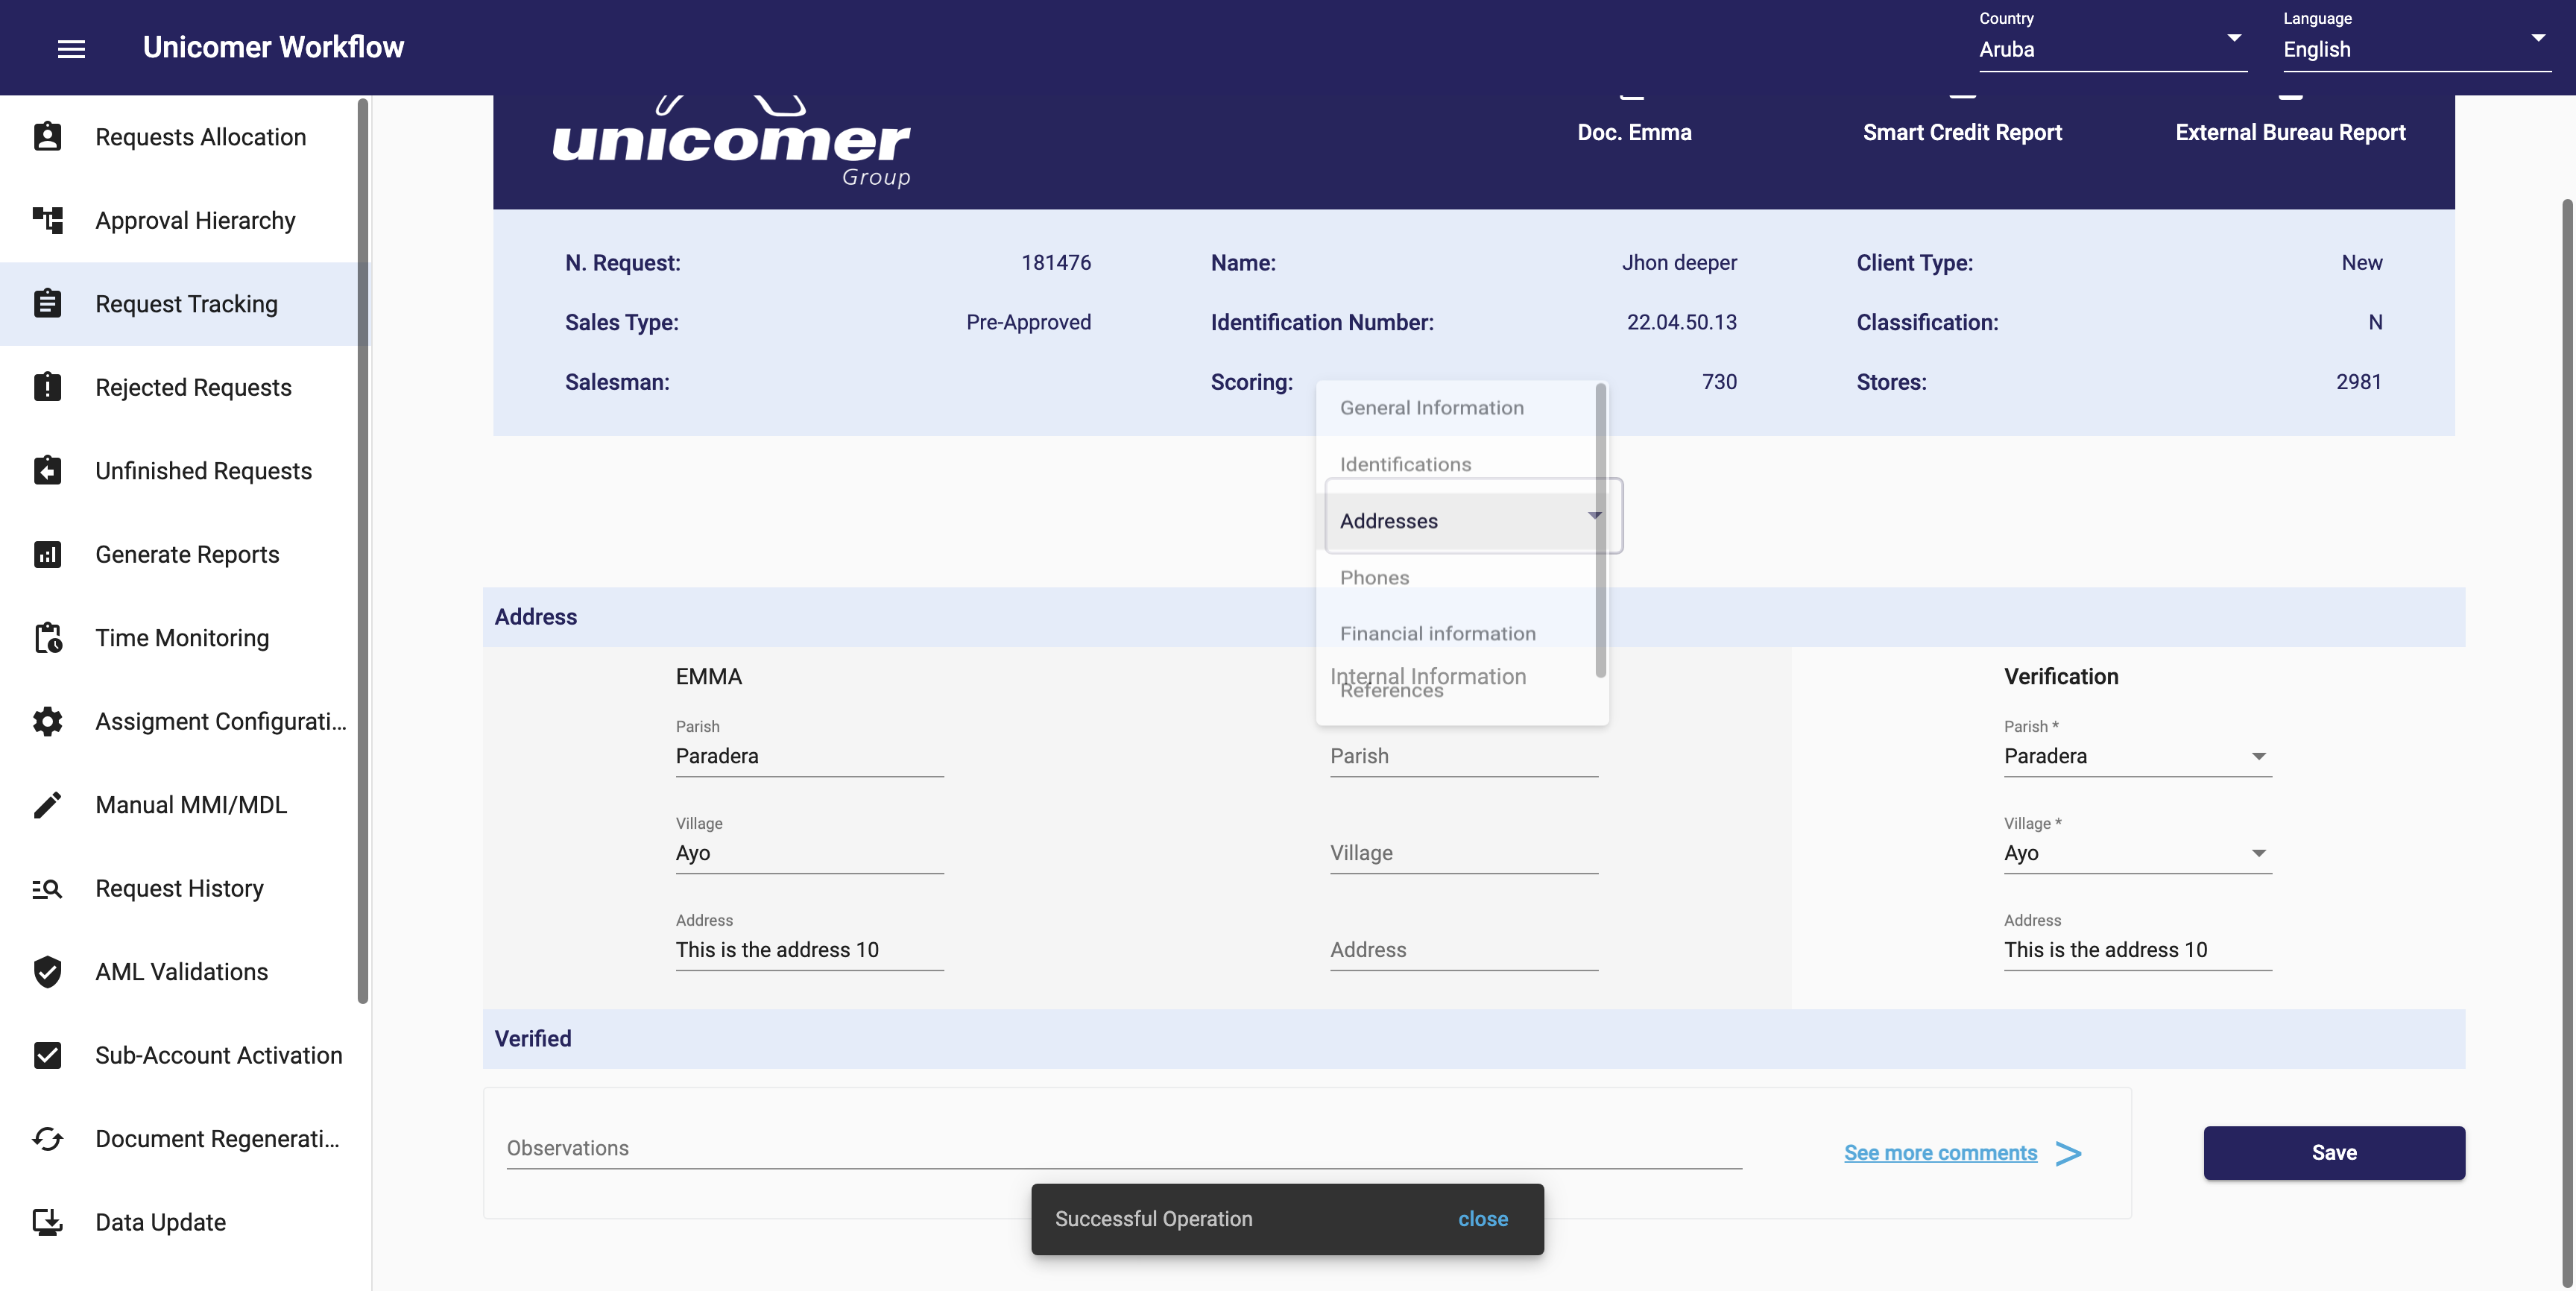 Unicomer Workflow
Country
Aruba
Language
English
Requests Allocation
Approval Hierarchy
Request Tracking
Rejected Requests
Unfinished Requests
Generate Reports
Time Monitoring
Assigment Configurati...
Manual MMI/MDL
Request History
AML Validations
Sub-Account Activation
Document Regenerati...
Data Update
unicomer
Group
Doc. Emma
Smart Credit Report
External Bureau Report
N. Request: 181476
Name: Jhon deeper
Client Type: New
Sales Type: Pre-Approved
Identification Number: 22.04.50.13
Classification: N
Salesman:
Scoring: 730
Stores: 2981
General Information
Identifications
Addresses
Phones
Financial information
References
Address
EMMA
Internal Information
Verification
Parish
Paradera
Parish
Parish *
Paradera
Village
Ayo
Village
Village *
Ayo
Address
This is the address 10
Address
Address
This is the address 10
Verified
Observations
See more comments >
Save
Successful Operation
close